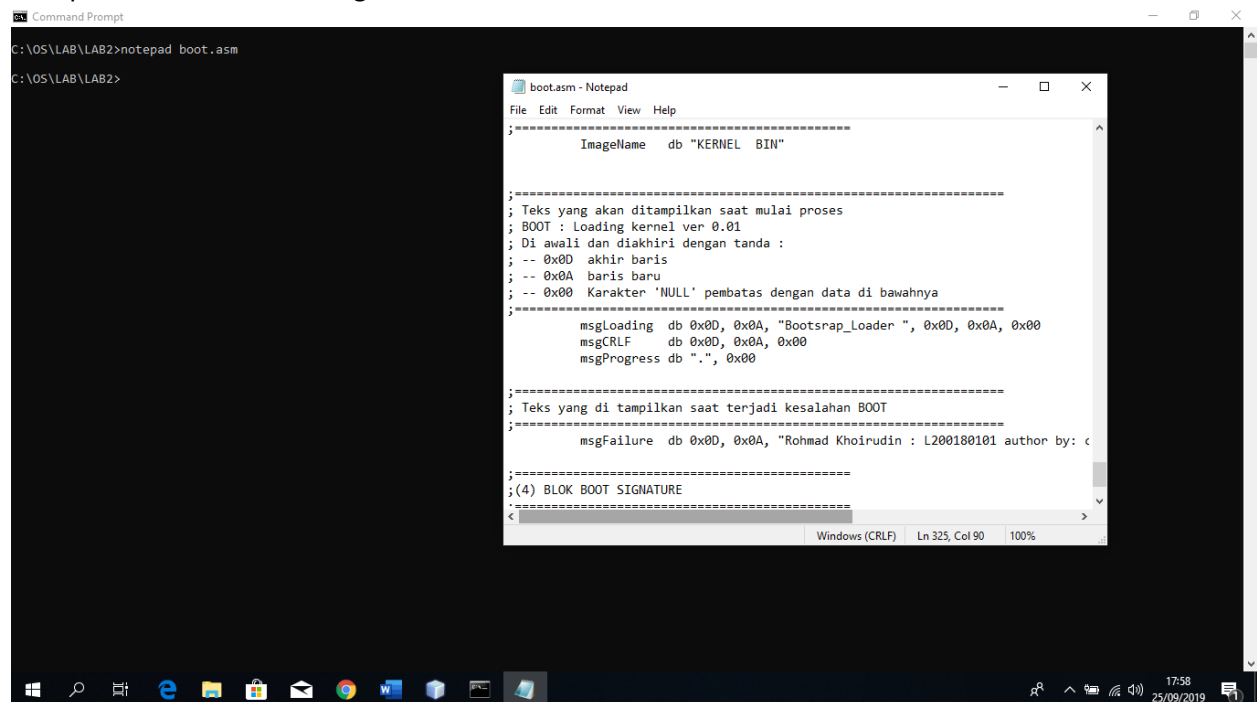 Command Prompt
C:\OS\LAB\LAB2>notepad boot.asm
C:\OS\LAB\LAB2>
boot.asm - Notepad
File Edit Format View Help
;==============================================
ImageName db "KERNEL  BIN"
;===================================================================
; Teks yang akan ditampilkan saat mulai proses
; BOOT : Loading kernel ver 0.01
; Di awali dan diakhiri dengan tanda :
; -- 0x0D akhir baris
; -- 0x0A baris baru
; -- 0x00 Karakter 'NULL' pembatas dengan data di bawahnya
;===================================================================
msgLoading db 0x0D, 0x0A, "Bootsrap_Loader ", 0x0D, 0x0A, 0x00
msgCRLF db 0x0D, 0x0A, 0x00
msgProgress db ".", 0x00
;===================================================================
; Teks yang di tampilkan saat terjadi kesalahan BOOT
;===================================================================
msgFailure db 0x0D, 0x0A, "Rohmad Khoirudin : L200180101 author by:
;==============================================
;(4) BLOK BOOT SIGNATURE
;==============================================
Windows (CRLF) Ln 325, Col 90 100%
17:58
25/09/2019